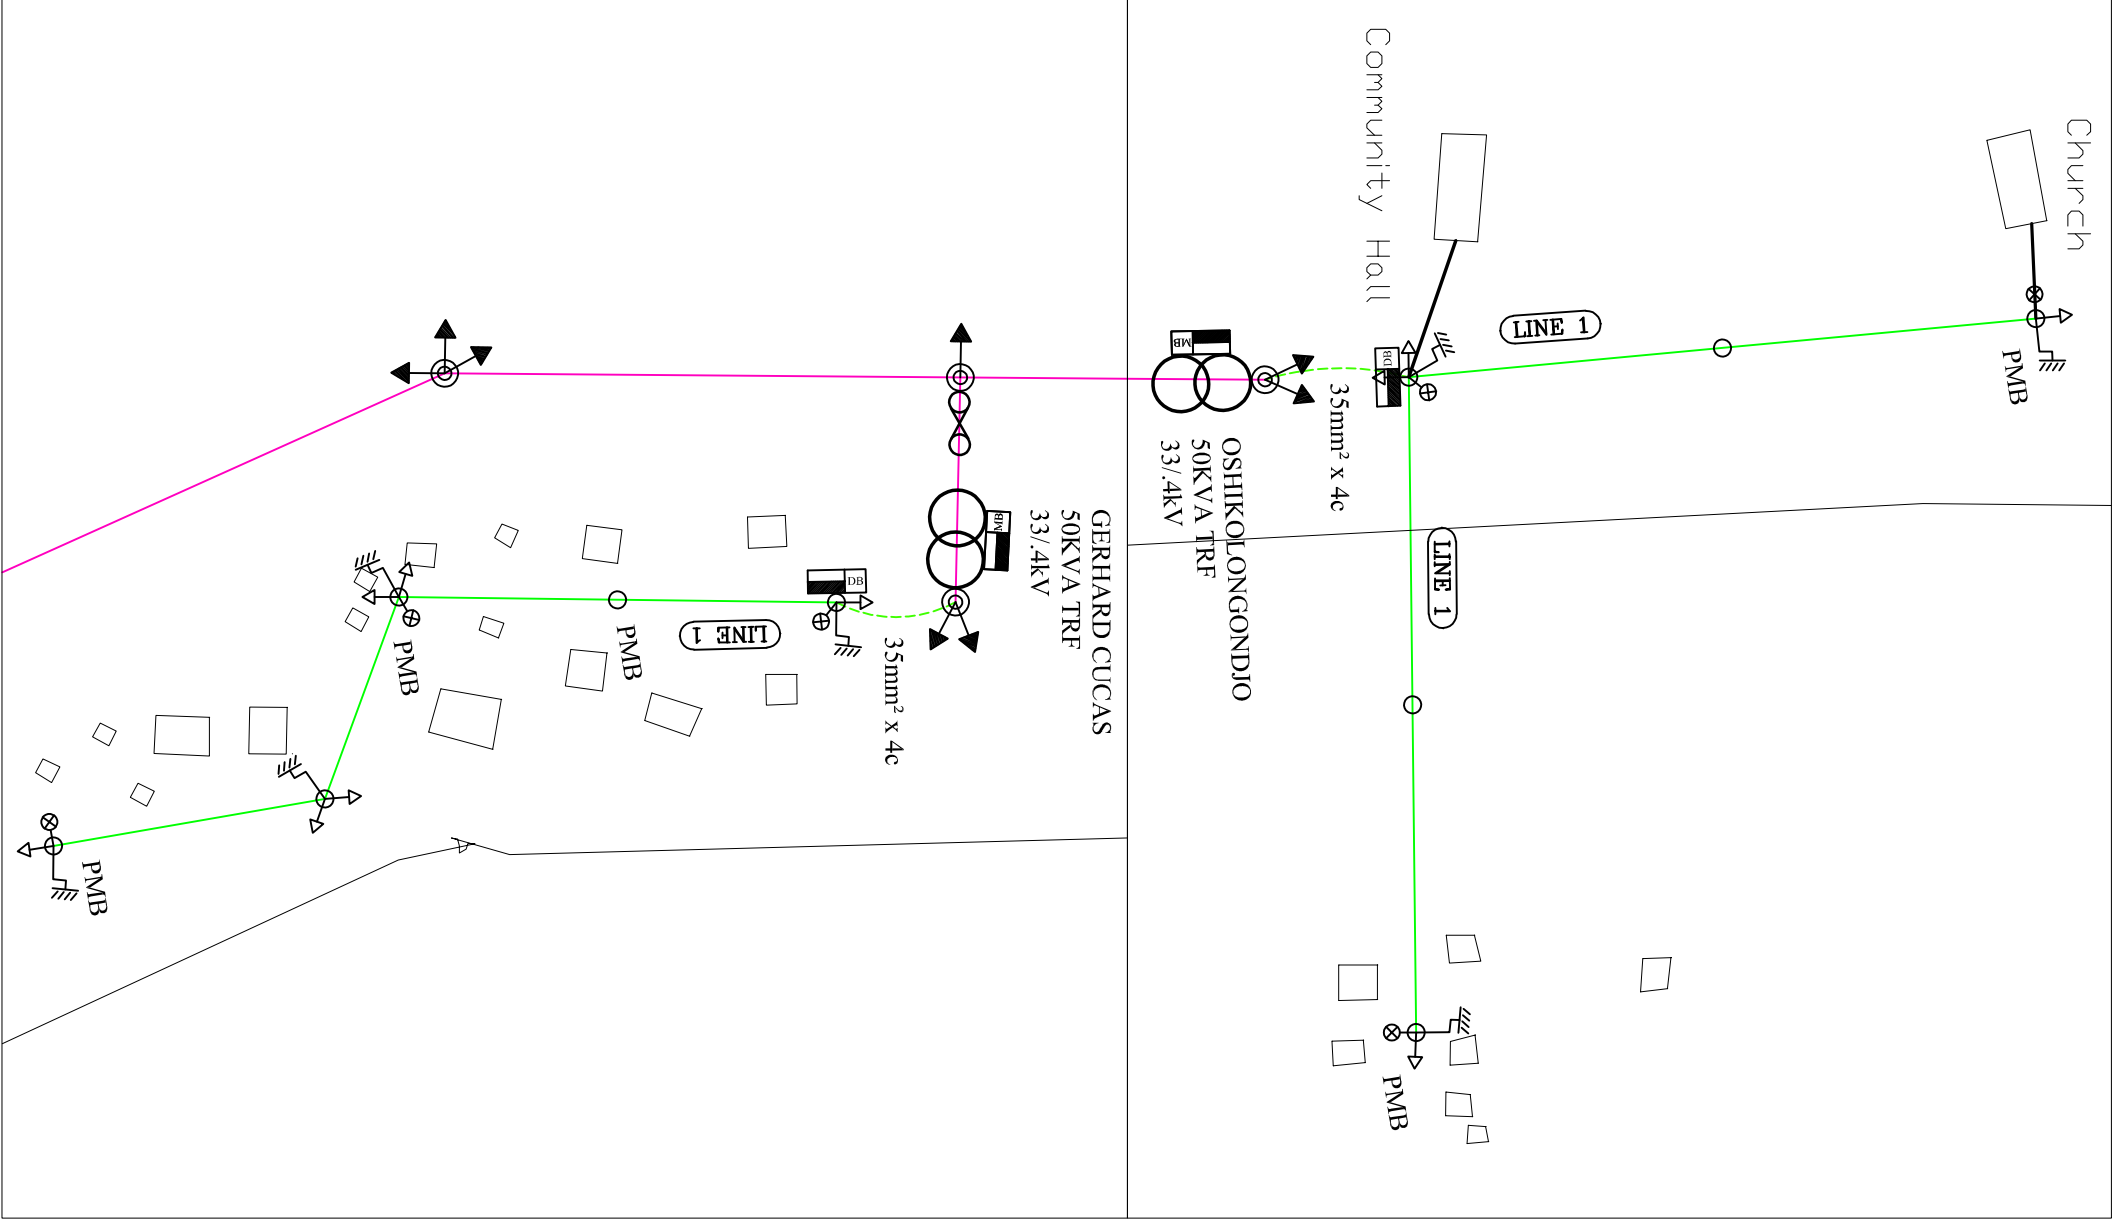 Community Hall
Church
LINE 1
PMB
MB
DB
35mm² x 4c
OSHIKOLONGONDJO
50KVA TRF
33/.4kV
LINE 1
PMB
GERHARD CUCAS
50KVA TRF
33/.4kV
MB
DB
35mm² x 4c
LINE 1
PMB
PMB
PMB